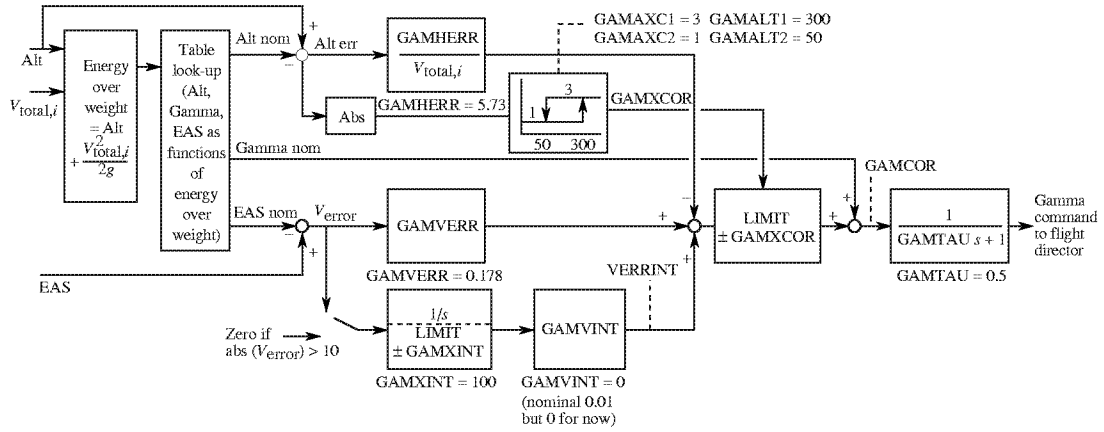 Alt
V_total,i
Energy
over
weight
= Alt
+ V²_total,i
2g
Table
look-up
(Alt,
Gamma,
EAS as
functions
of
energy
over
weight)
Alt nom
+
−
Alt err
GAMHERR
V_total,i
GAMHERR = 5.73
Abs
GAMAXC1 = 3 GAMALT1 = 300
GAMAXC2 = 1 GAMALT2 = 50
1
3
50 300
GAMXCOR
Gamma nom
EAS nom
−
+
V_error
EAS
GAMVERR
GAMVERR = 0.178
+
−
+
VERRINT
LIMIT
± GAMXCOR
+
+
GAMCOR
1
GAMTAU s + 1
GAMTAU = 0.5
Gamma
command
to flight
director
Zero if
abs (V_error) > 10
1/s
LIMIT
± GAMXINT
GAMXINT = 100
GAMVINT
GAMVINT = 0
(nominal 0.01
but 0 for now)